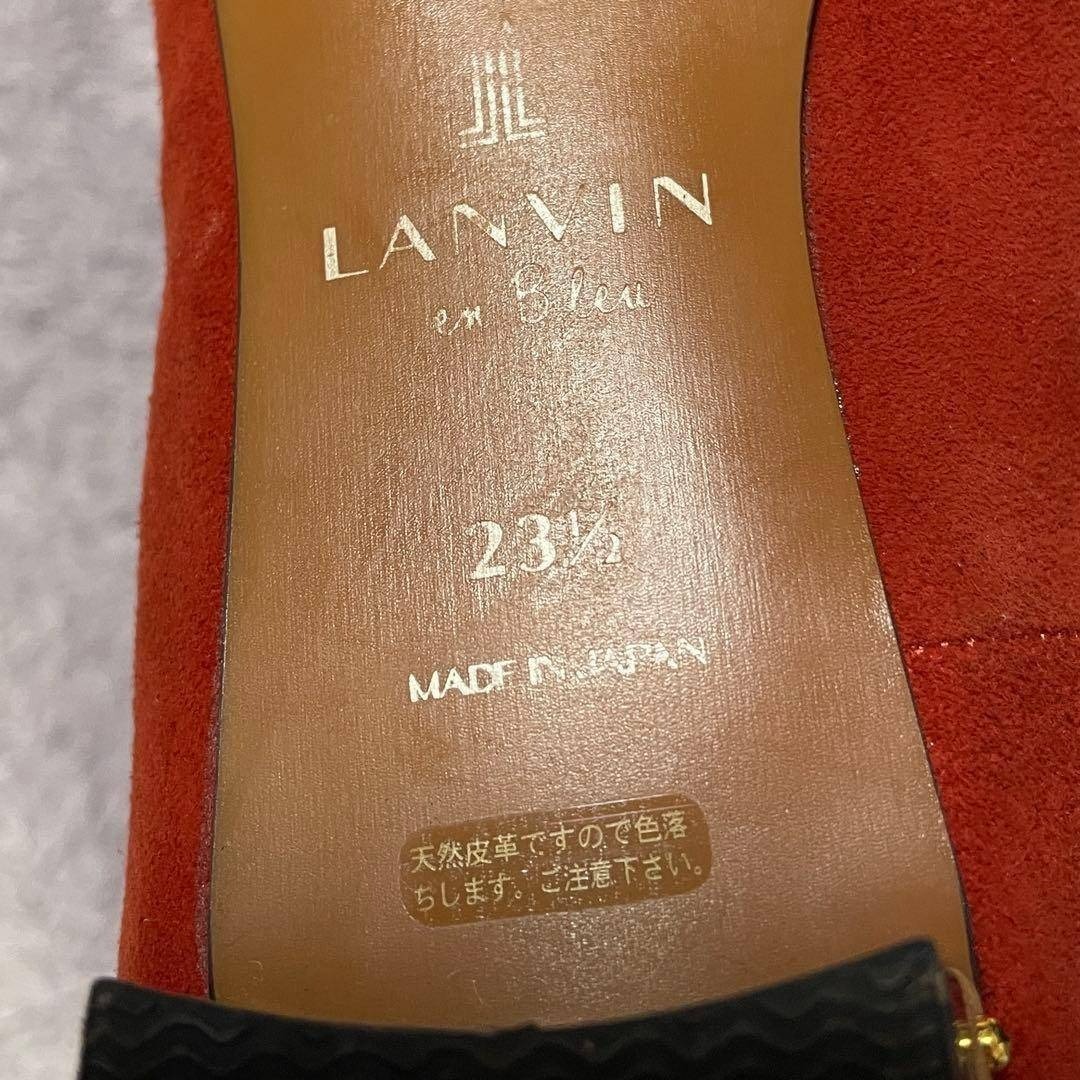 LANVIN
en Bleu
23½
MADE IN JAPAN
天然皮革ですので色落
ちします。ご注意下さい。